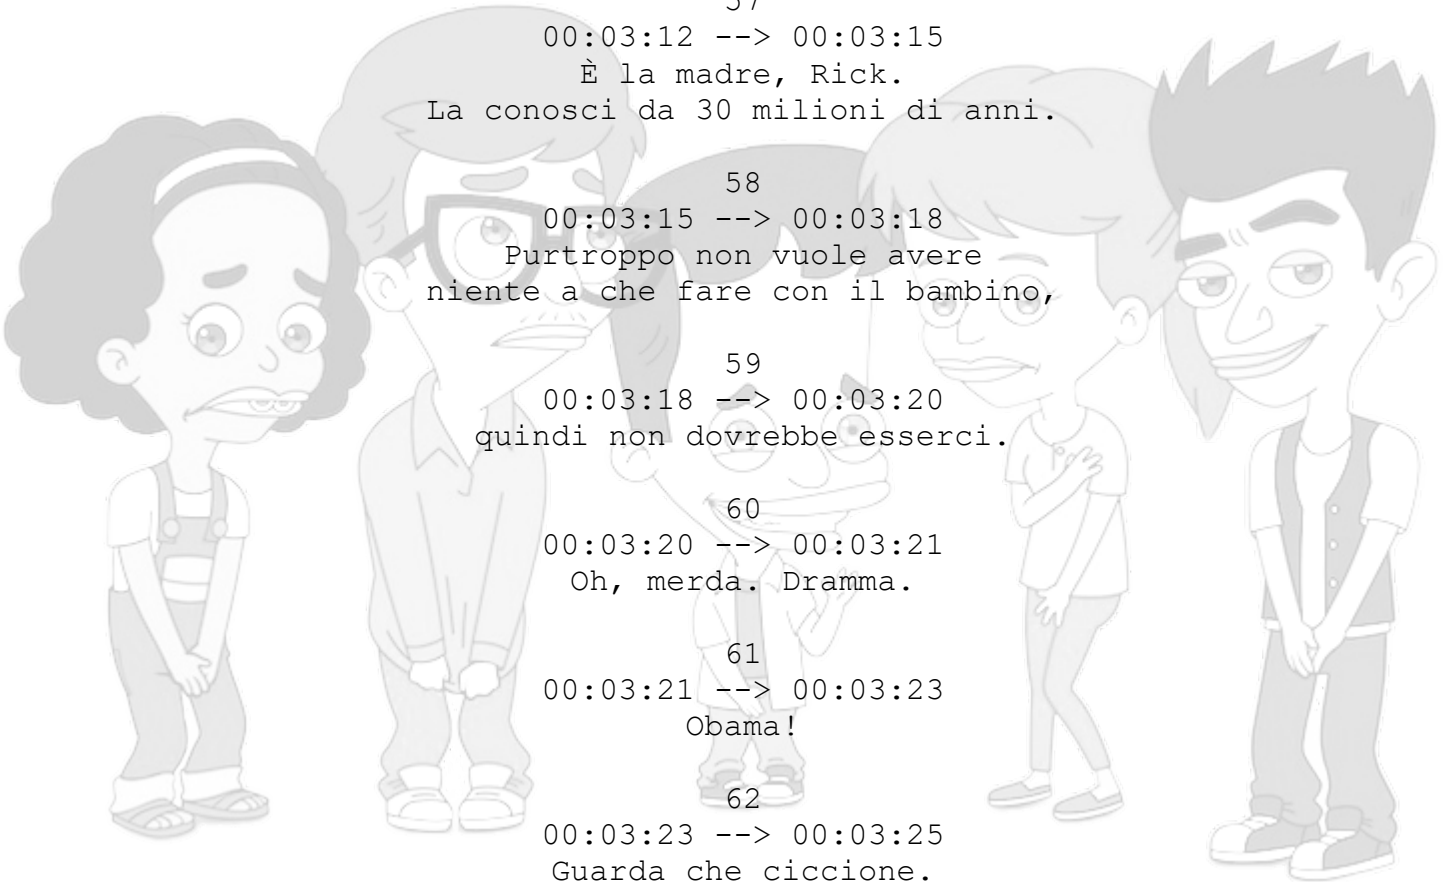 57
00:03:12 --> 00:03:15
È la madre, Rick.
La conosci da 30 milioni di anni.
58
00:03:15 --> 00:03:18
Purtroppo non vuole avere
niente a che fare con il bambino,
59
00:03:18 --> 00:03:20
quindi non dovrebbe esserci.
60
00:03:20 --> 00:03:21
Oh, merda. Dramma.
61
00:03:21 --> 00:03:23
Obama!
62
00:03:23 --> 00:03:25
Guarda che ciccione.